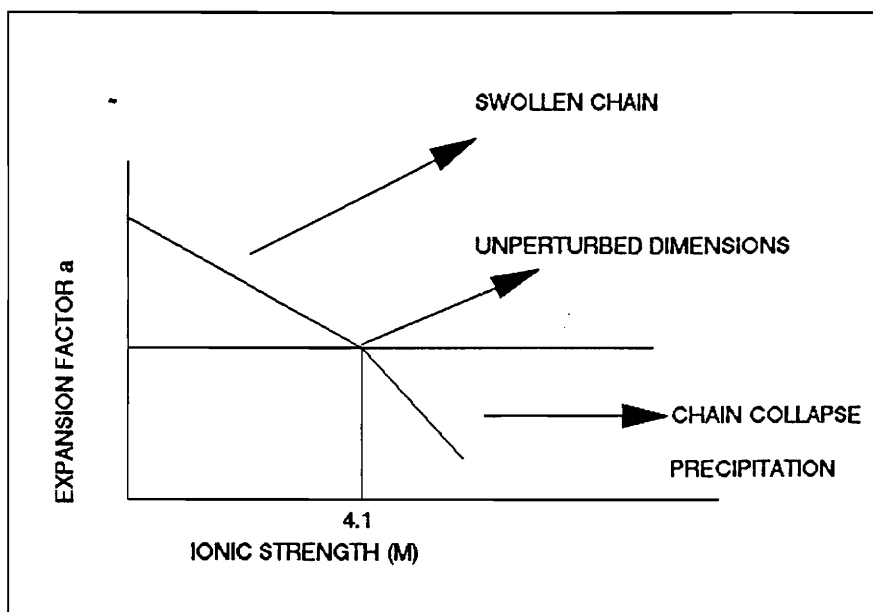 SWOLLEN CHAIN
UNPERTURBED DIMENSIONS
EXPANSION FACTOR a
CHAIN COLLAPSE
PRECIPITATION
4.1
IONIC STRENGTH (M)